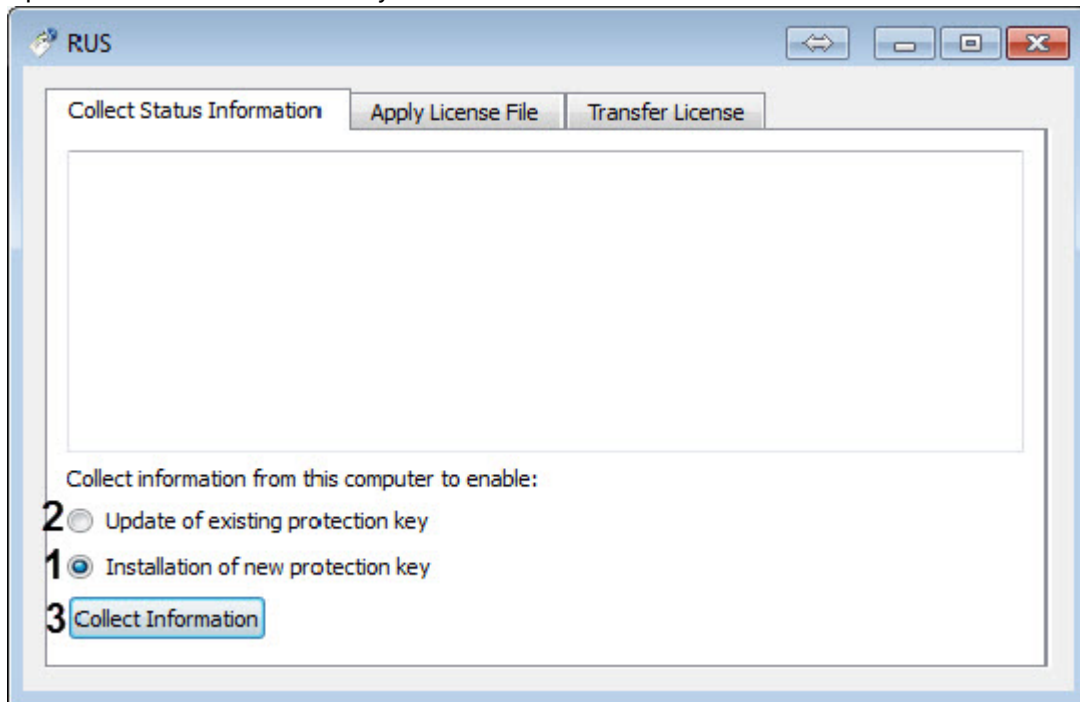 RUS
Collect Status Information Apply License File Transfer License
Collect information from this computer to enable:
2 Update of existing protection key
1 Installation of new protection key
3 Collect Information